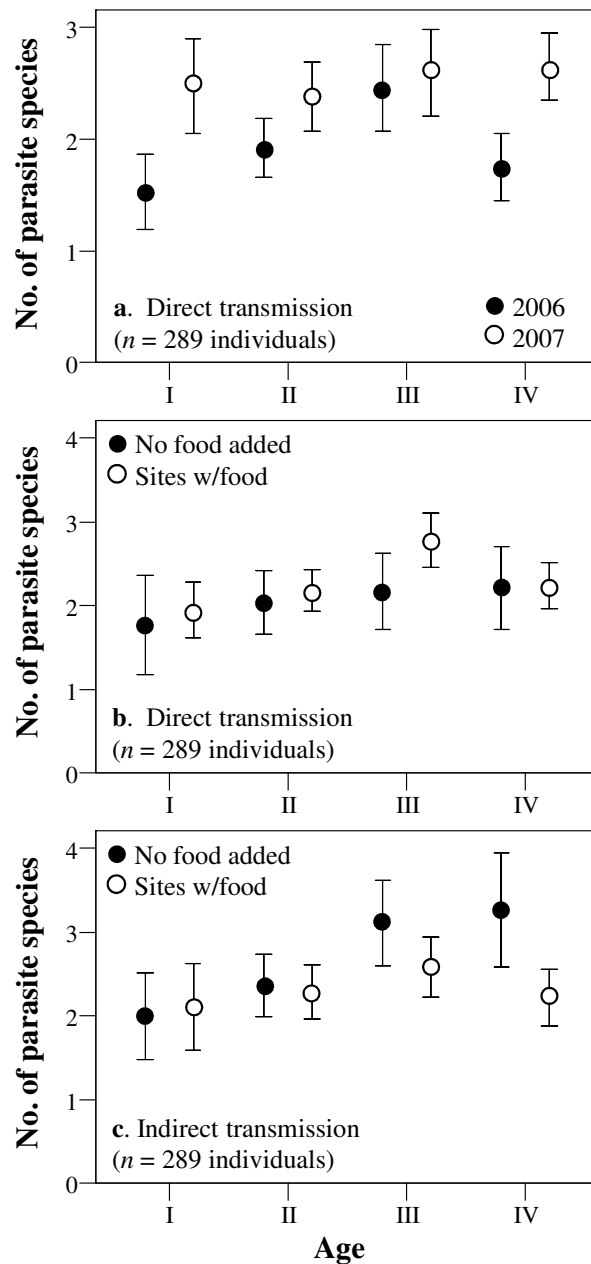 No. of parasite species
3
2
1
0
a. Direct transmission
(n = 289 individuals)
2006
2007
I II III IV
No. of parasite species
4
3
2
1
0
No food added
Sites w/food
b. Direct transmission
(n = 289 individuals)
I II III IV
No. of parasite species
4
3
2
1
0
No food added
Sites w/food
c. Indirect transmission
(n = 289 individuals)
I II III IV
Age